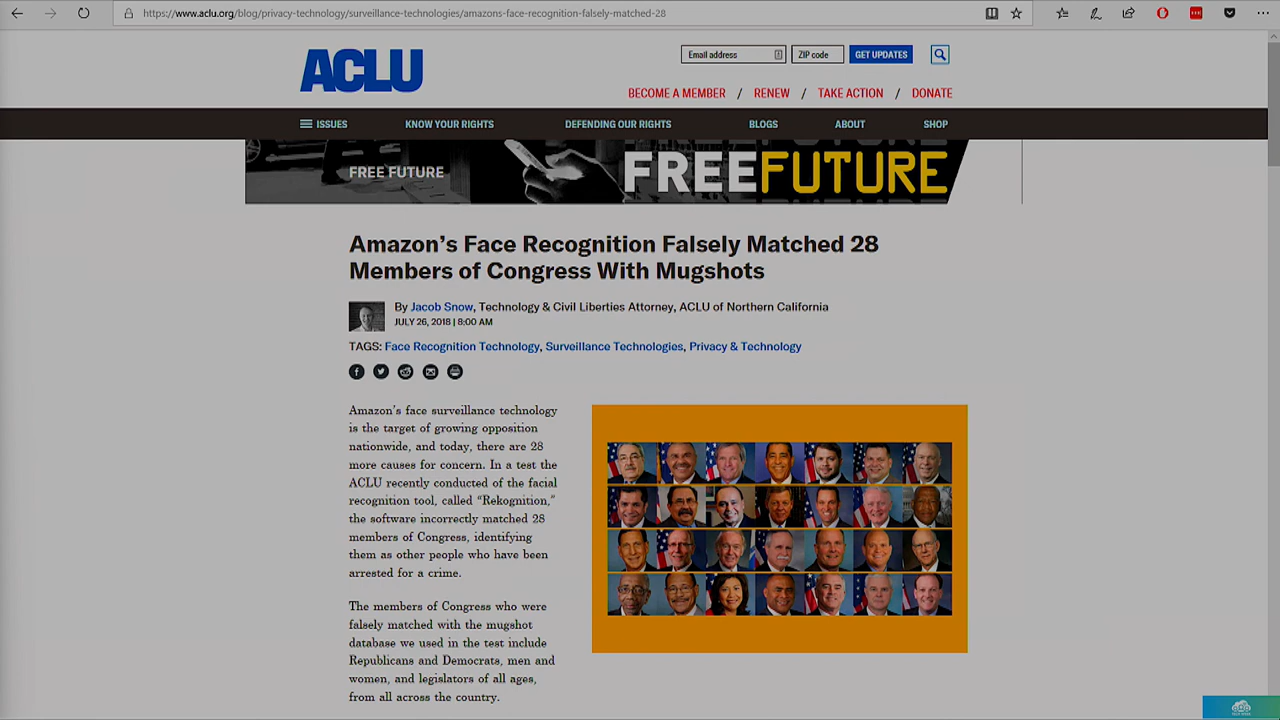 https://www.aclu.org/blog/privacy-technology/surveillance-technologies/amazons-face-recognition-falsely-matched-28
ACLU
Email address
ZIP code
GET UPDATES
BECOME A MEMBER / RENEW / TAKE ACTION / DONATE
ISSUES KNOW YOUR RIGHTS DEFENDING OUR RIGHTS BLOGS ABOUT SHOP
FREE FUTURE
FREEFUTURE
Amazon's Face Recognition Falsely Matched 28
Members of Congress With Mugshots
By Jacob Snow, Technology & Civil Liberties Attorney, ACLU of Northern California
JULY 26, 2018 | 8:00 AM
TAGS: Face Recognition Technology, Surveillance Technologies, Privacy & Technology
Amazon's face surveillance technology
is the target of growing opposition
nationwide, and today, there are 28
more causes for concern. In a test the
ACLU recently conducted of the facial
recognition tool, called “Rekognition,”
the software incorrectly matched 28
members of Congress, identifying
them as other people who have been
arrested for a crime.
The members of Congress who were
falsely matched with the mugshot
database we used in the test include
Republicans and Democrats, men and
women, and legislators of all ages,
from all across the country.